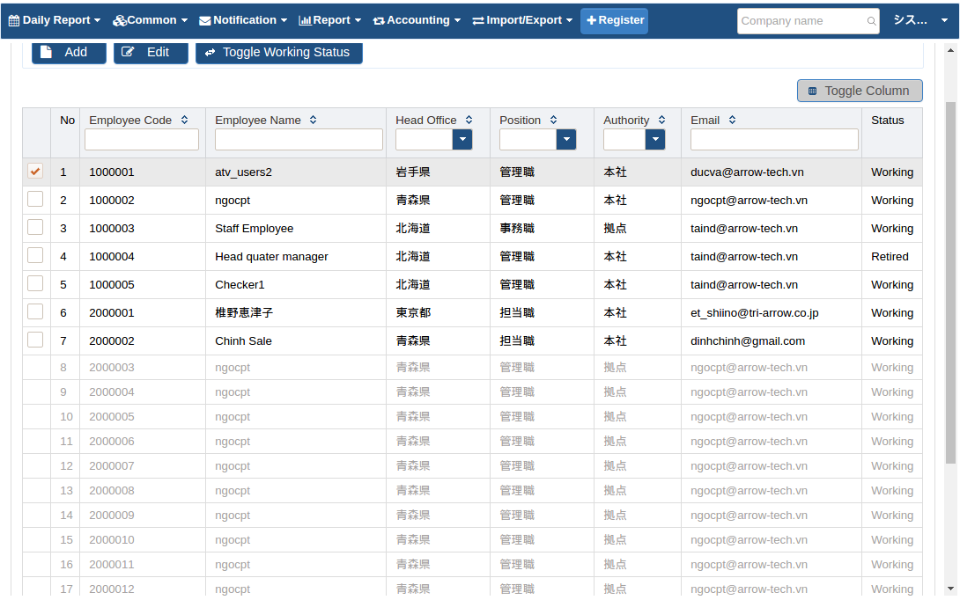 Daily Report Common Notification Report Accounting Import/Export Register Company name シス...
Add Edit Toggle Working Status
Toggle Column
No Employee Code Employee Name Head Office Position Authority Email Status
1 1000001 atv_users2 岩手県 管理職 本社 ducva@arrow-tech.vn Working
2 1000002 ngocpt 青森県 管理職 本社 ngocpt@arrow-tech.vn Working
3 1000003 Staff Employee 北海道 事務職 拠点 taind@arrow-tech.vn Working
4 1000004 Head quater manager 北海道 管理職 本社 taind@arrow-tech.vn Retired
5 1000005 Checker1 北海道 管理職 本社 taind@arrow-tech.vn Working
6 2000001 椎野恵津子 東京都 担当職 本社 et_shiino@tri-arrow.co.jp Working
7 2000002 Chinh Sale 青森県 担当職 本社 dinhchinh@gmail.com Working
8 2000003 ngocpt 青森県 管理職 拠点 ngocpt@arrow-tech.vn Working
9 2000004 ngocpt 青森県 管理職 拠点 ngocpt@arrow-tech.vn Working
10 2000005 ngocpt 青森県 管理職 拠点 ngocpt@arrow-tech.vn Working
11 2000006 ngocpt 青森県 管理職 拠点 ngocpt@arrow-tech.vn Working
12 2000007 ngocpt 青森県 管理職 拠点 ngocpt@arrow-tech.vn Working
13 2000008 ngocpt 青森県 管理職 拠点 ngocpt@arrow-tech.vn Working
14 2000009 ngocpt 青森県 管理職 拠点 ngocpt@arrow-tech.vn Working
15 2000010 ngocpt 青森県 管理職 拠点 ngocpt@arrow-tech.vn Working
16 2000011 ngocpt 青森県 管理職 拠点 ngocpt@arrow-tech.vn Working
17 2000012 ngocpt 青森県 管理職 拠点 ngocpt@arrow-tech.vn Working